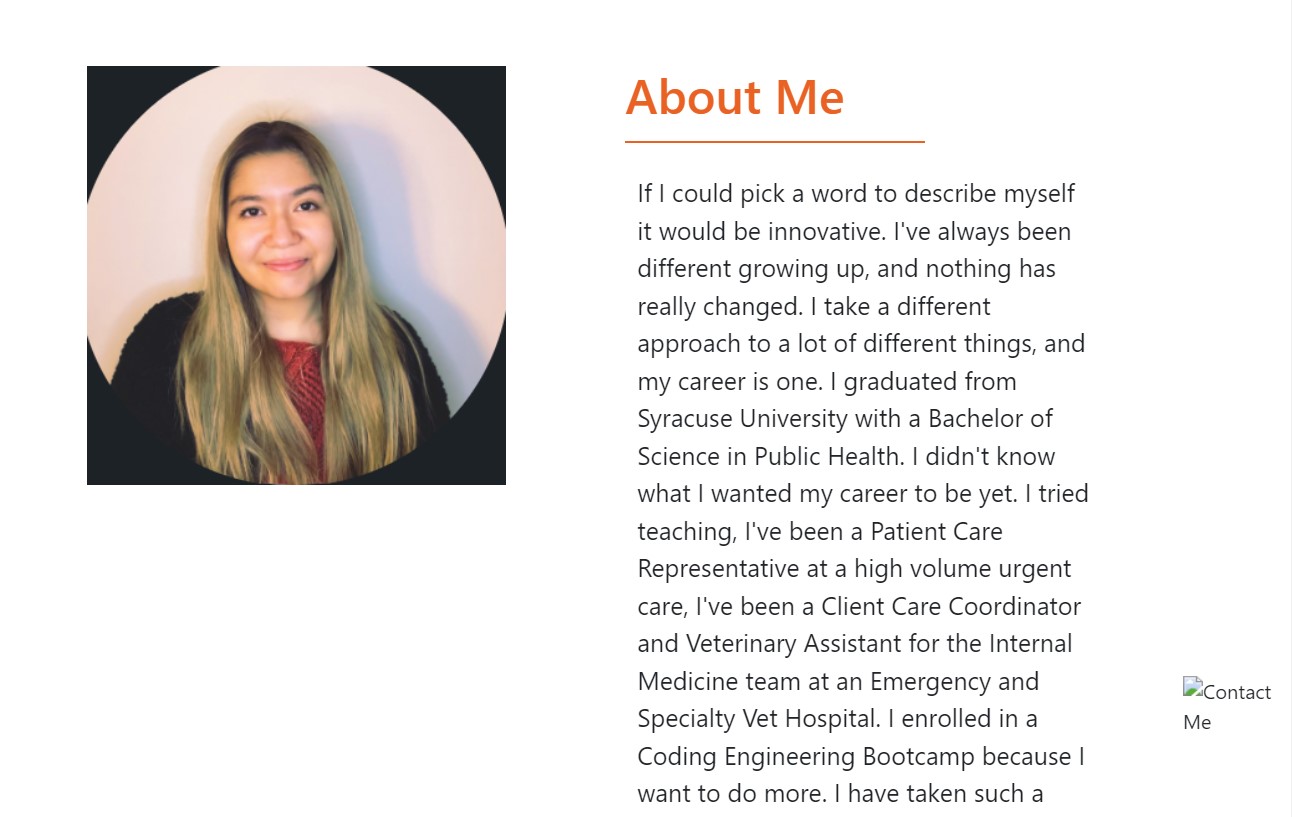 About Me
If I could pick a word to describe myself
it would be innovative. I've always been
different growing up, and nothing has
really changed. I take a different
approach to a lot of different things, and
my career is one. I graduated from
Syracuse University with a Bachelor of
Science in Public Health. I didn't know
what I wanted my career to be yet. I tried
teaching, I've been a Patient Care
Representative at a high volume urgent
care, I've been a Client Care Coordinator
and Veterinary Assistant for the Internal
Medicine team at an Emergency and
Specialty Vet Hospital. I enrolled in a
Coding Engineering Bootcamp because I
want to do more. I have taken such a
Contact
Me